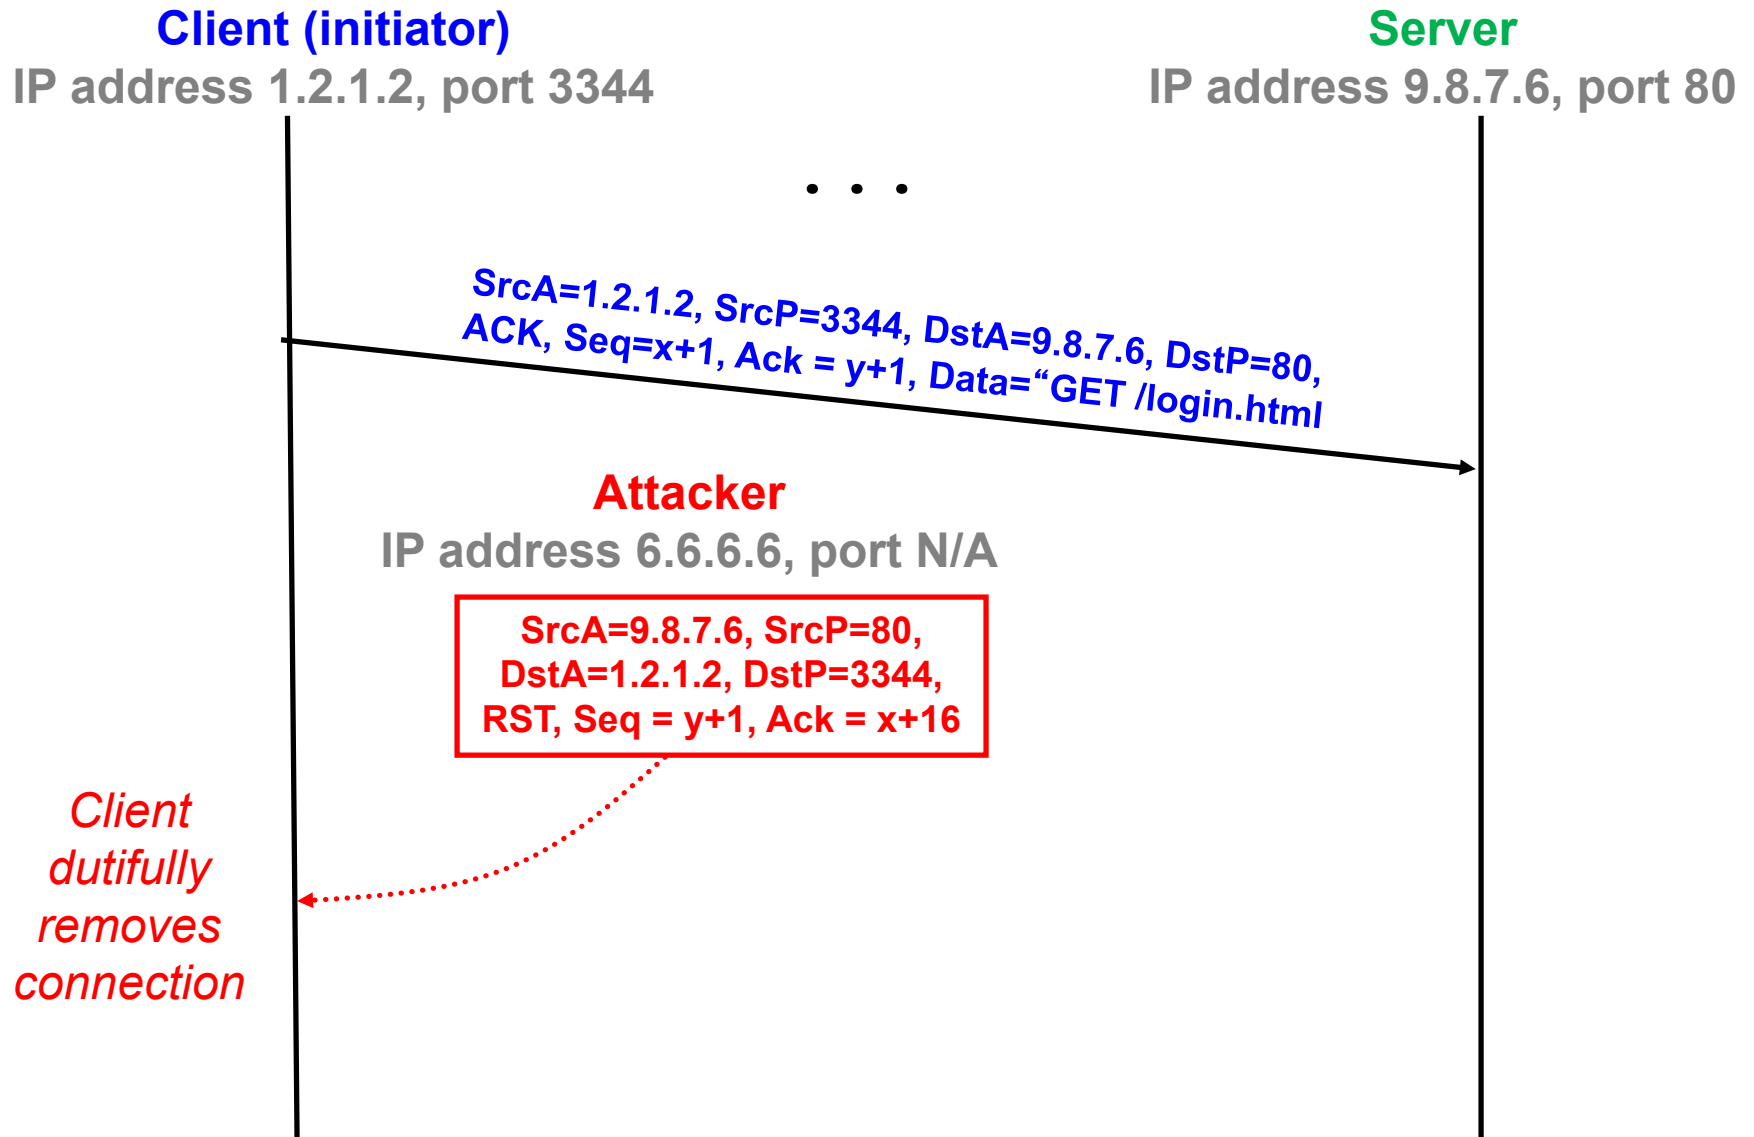 Client (initiator)
IP address 1.2.1.2, port 3344
Server
IP address 9.8.7.6, port 80
. . .
SrcA=1.2.1.2, SrcP=3344, DstA=9.8.7.6, DstP=80,
ACK, Seq=x+1, Ack = y+1, Data=“GET /login.html
Attacker
IP address 6.6.6.6, port N/A
SrcA=9.8.7.6, SrcP=80,
DstA=1.2.1.2, DstP=3344,
RST, Seq = y+1, Ack = x+16
Client
dutifully
removes
connection